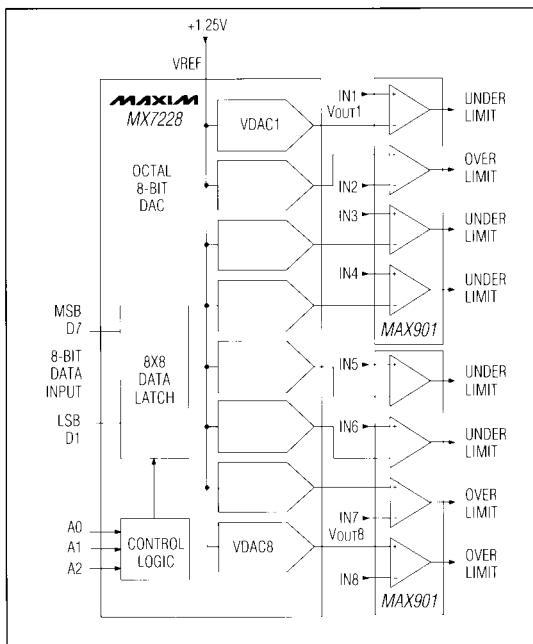 +1.25V
VREF
MAXIM
MX7228
OCTAL
8-BIT
DAC
VDAC1
IN1
VOUT1
UNDER
LIMIT
OVER
LIMIT
IN2
IN3
UNDER
LIMIT
IN4
UNDER
LIMIT
MAX901
MSB
D7
8-BIT
DATA
INPUT
LSB
D1
8X8
DATA
LATCH
IN5
UNDER
LIMIT
IN6
UNDER
LIMIT
IN7
OVER
LIMIT
VOUT8
A0
A1
A2
CONTROL
LOGIC
VDAC8
IN8
OVER
LIMIT
MAX901